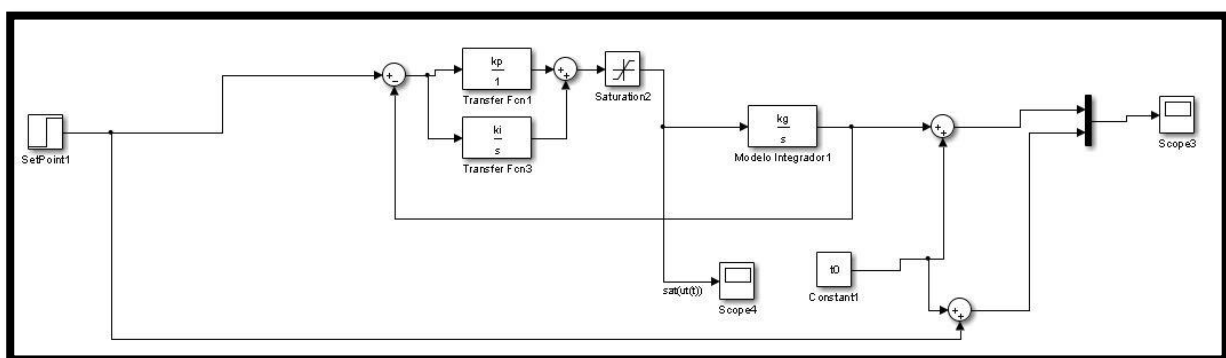 SetPoint1
+
−
kp
1
Transfer Fcn1
ki
s
Transfer Fcn3
+
+
Saturation2
kg
s
Modelo Integrador1
+
+
Scope3
sat(ut(t))
Scope4
t0
Constant1
+
+